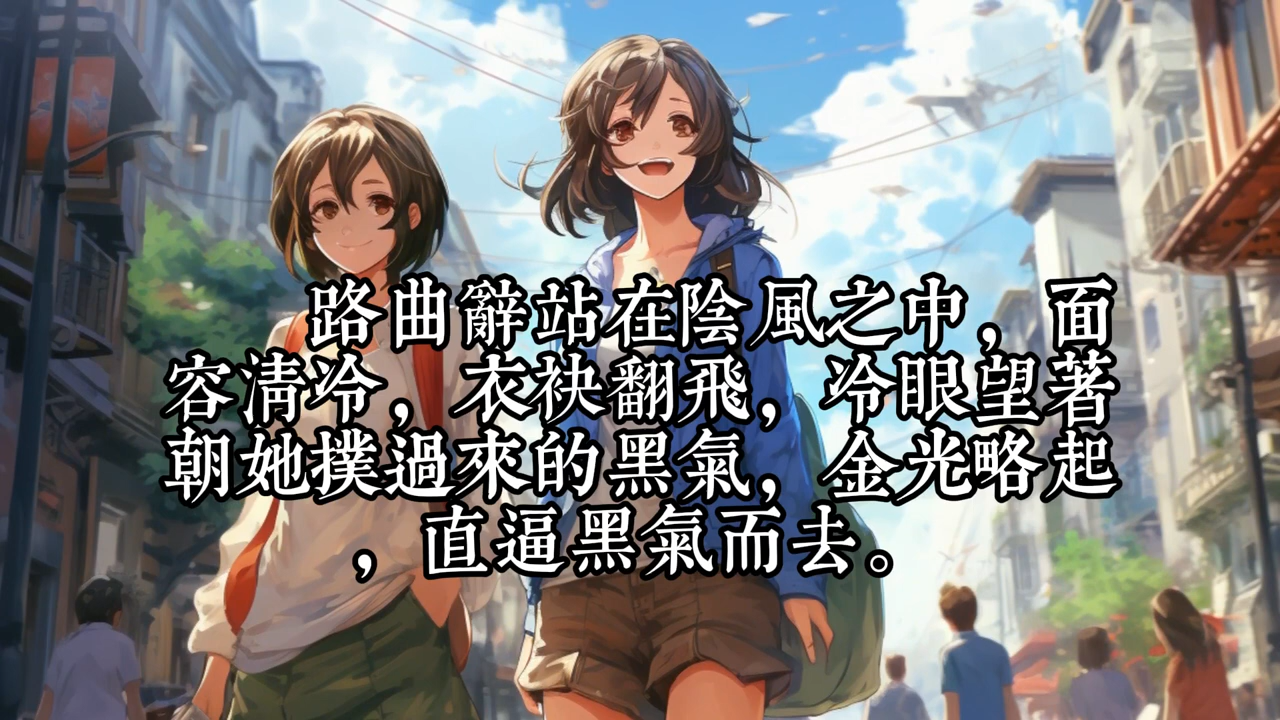 路曲辭站在陰風之中，面
容清冷，衣袂翻飛，冷眼望著
朝她撲過來的黑氣，金光略起
，直逼黑氣而去。